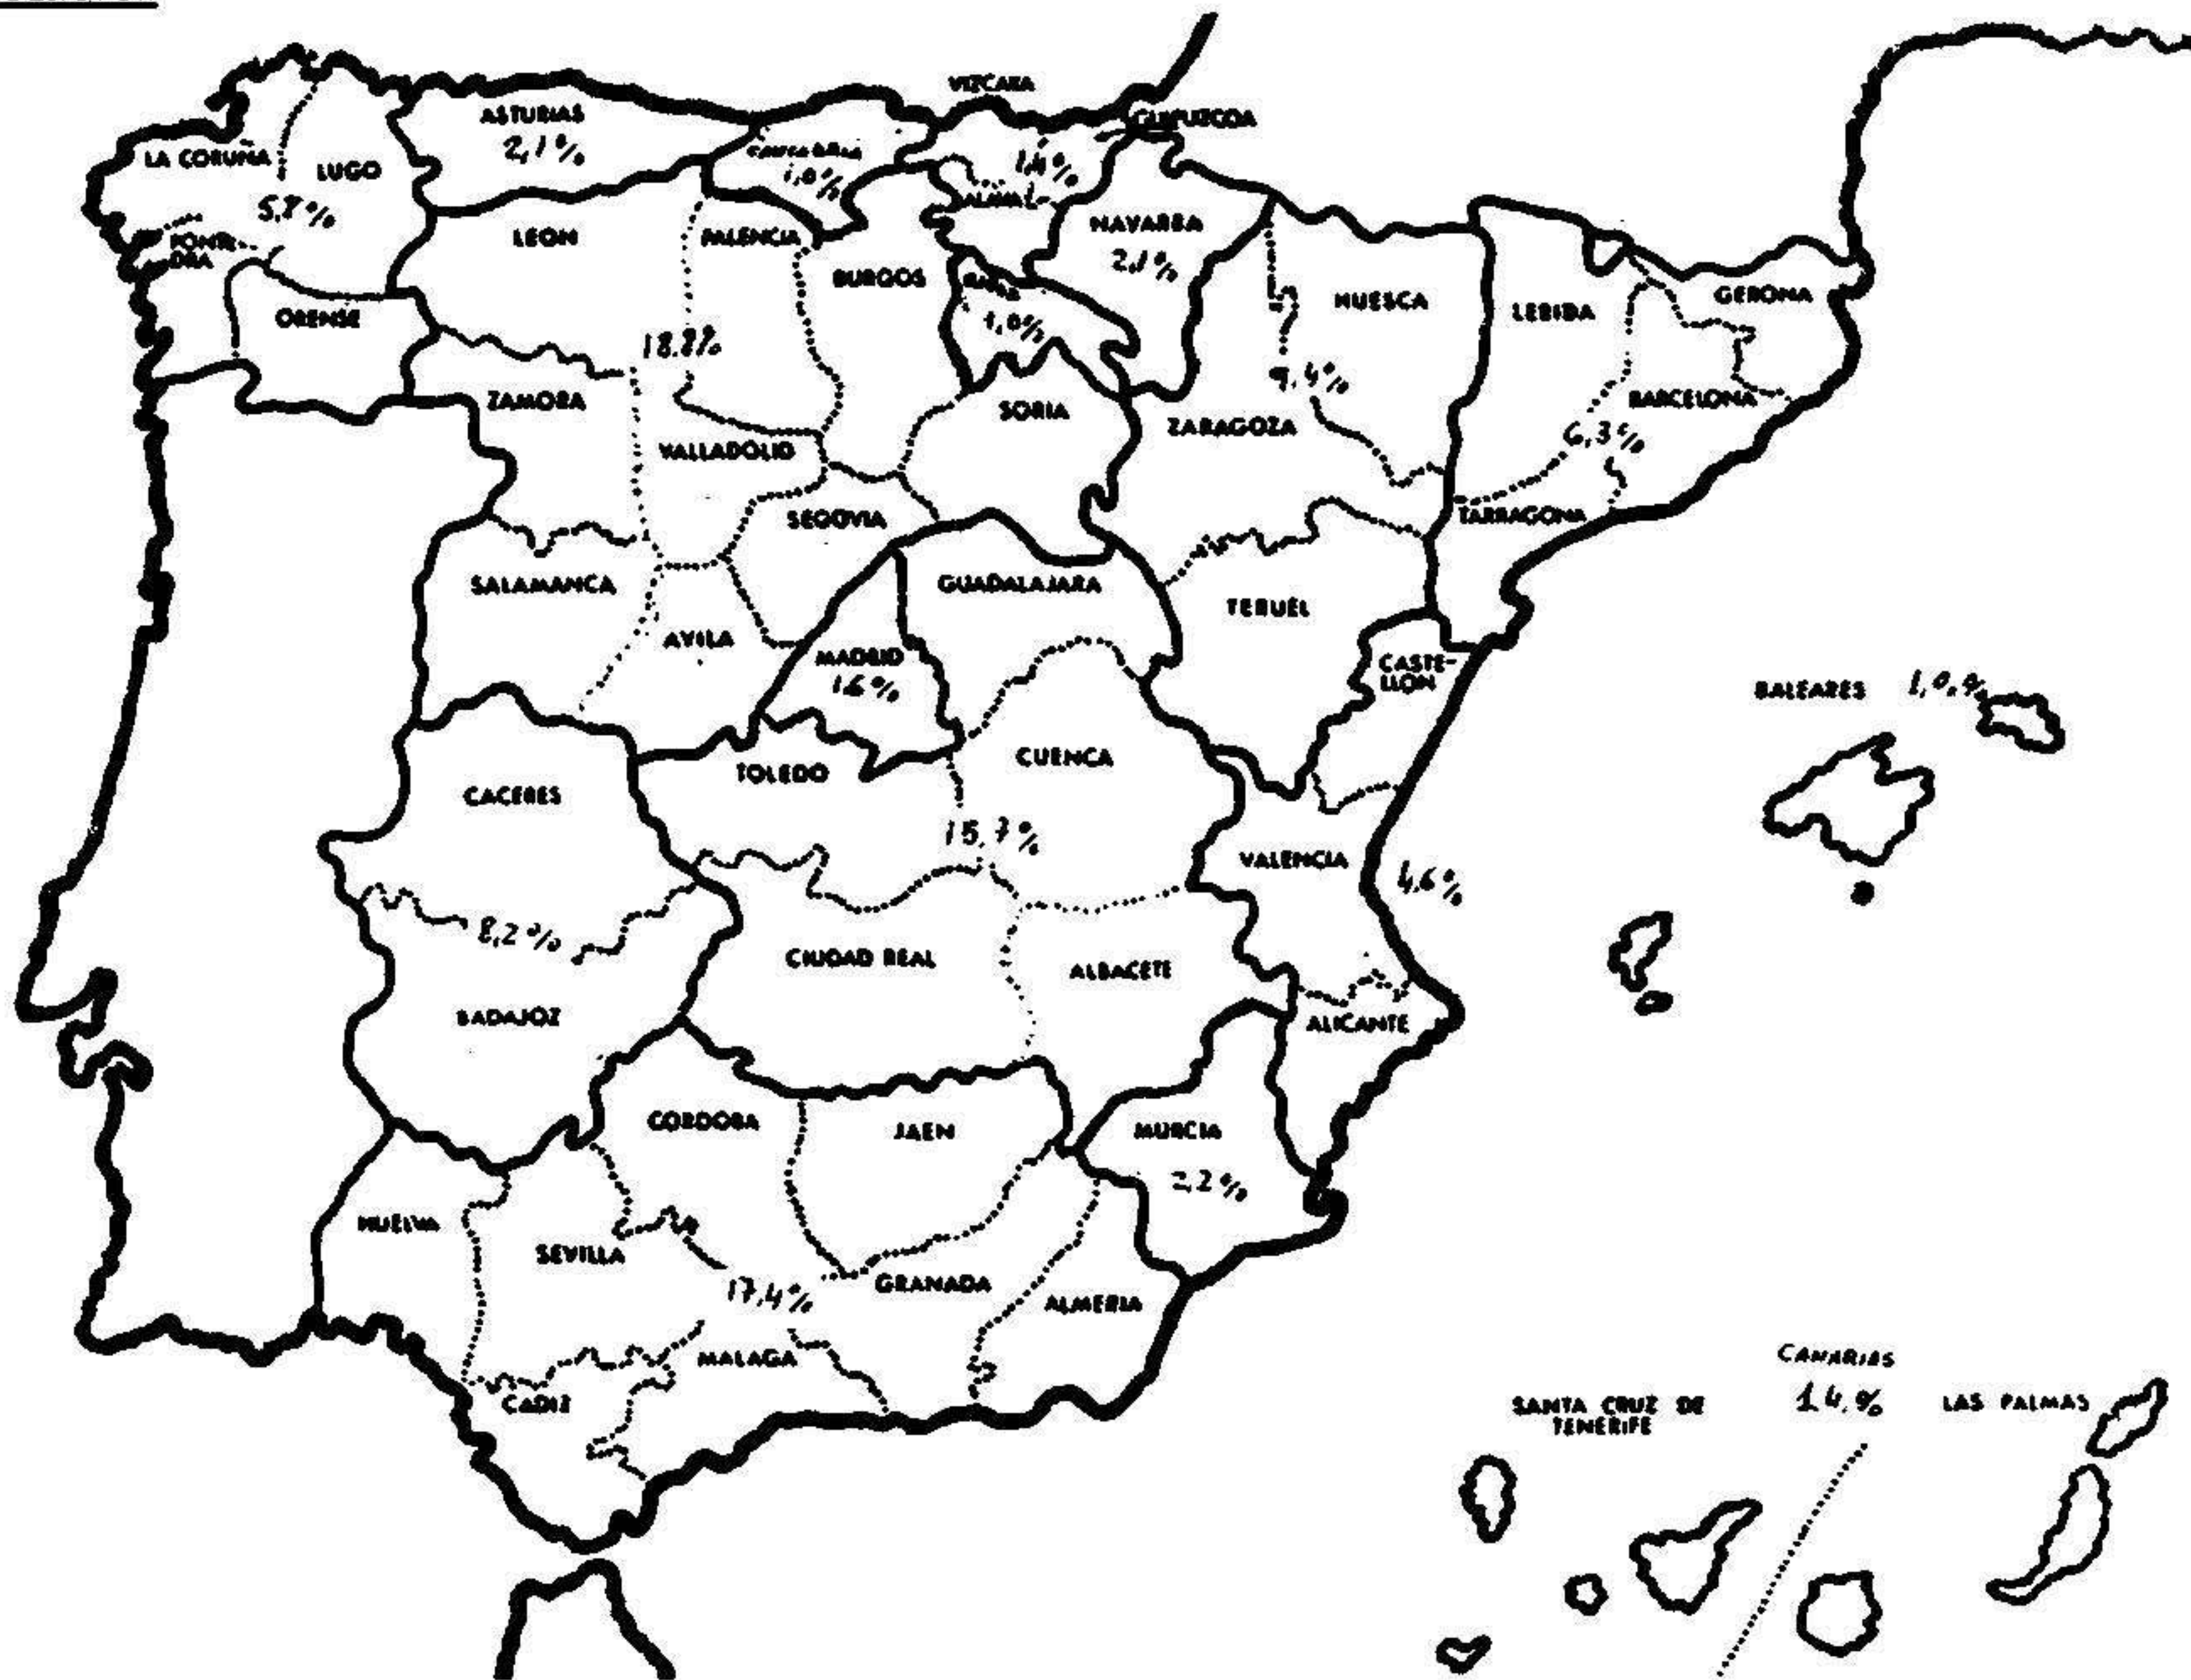 VIZCAYA
ASTURIAS
2,1%
GUIPUZCOA
CANTABRIA
1,0%
1,4%
ALAVA
LA CORUÑA
LUGO
5,8%
PONTE-
DRA
ORENSE
LEON
PALENCIA
BURGOS
NAVARRA
2,1%
1,0%
HUESCA
LERIDA
GERONA
18,8%
9,4%
ZAMORA
VALLADOLID
SORIA
ZARAGOZA
BARCELONA
6,3%
TARRAGONA
SEGOVIA
SALAMANCA
AVILA
GUADALAJARA
TERUEL
MADRID
1,6%
CASTE-
LLON
BALEARES 1,0%
CACERES
TOLEDO
CUENCA
15,7%
VALENCIA
4,6%
8,2%
BADAJOZ
CIUDAD REAL
ALBACETE
ALICANTE
CORDOBA
JAEN
MURCIA
2,2%
HUELVA
SEVILLA
17,4%
GRANADA
ALMERIA
MALAGA
CADIZ
CANARIAS
1,4%
SANTA CRUZ DE
TENERIFE
LAS PALMAS